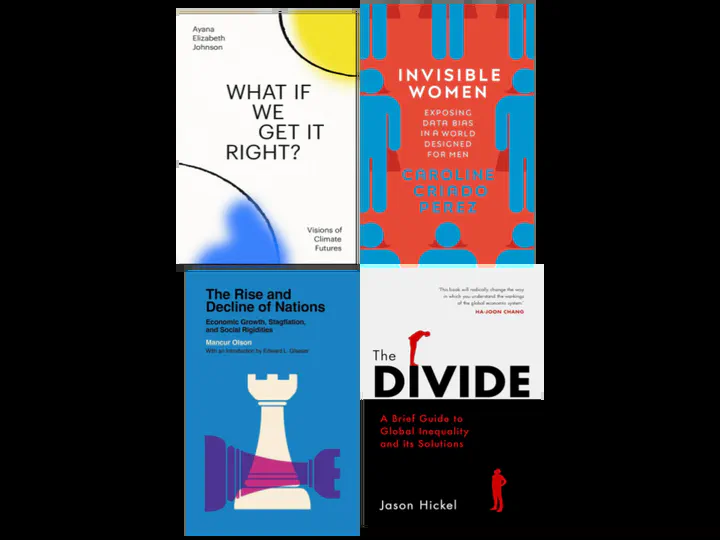 Ayana
Elizabeth
Johnson
WHAT IF
WE
GET IT
RIGHT?
Visions of
Climate
Futures
INVISIBLE
WOMEN
EXPOSING
DATA BIAS
IN A WORLD
DESIGNED
FOR MEN
CAROLINE
CRIADO
PEREZ
The Rise and
Decline of Nations
Economic Growth, Stagflation,
and Social Rigidities
Mancur Olson
With an Introduction by Edward L. Glaeser
'This book will radically change the way
in which you understand the workings
of the global economic system.'
HA-JOON CHANG
The
DIVIDE
A Brief Guide to
Global Inequality
and its Solutions
Jason Hickel